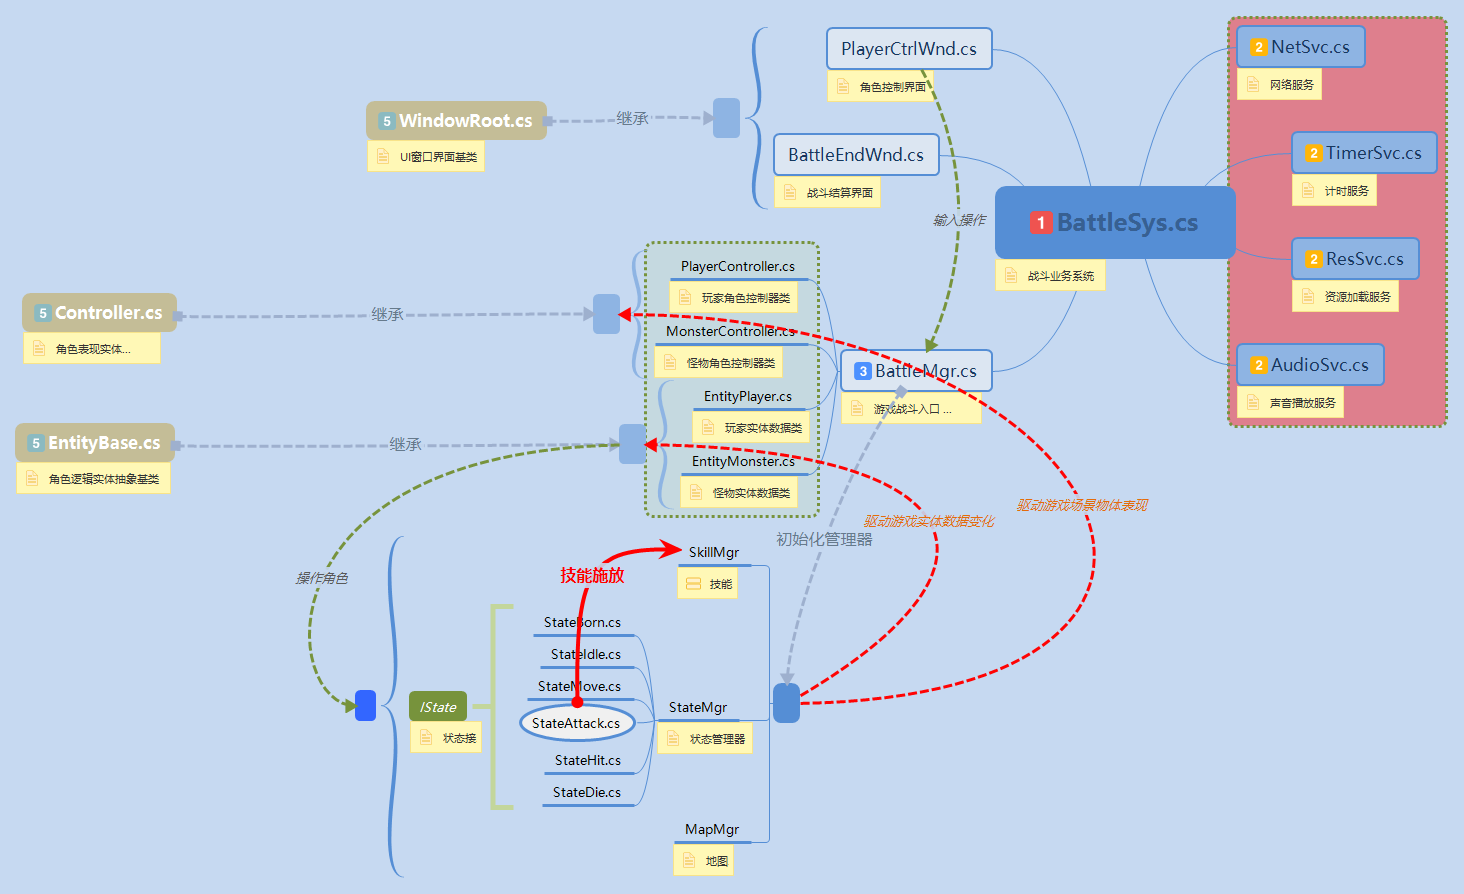 PlayerCtrlWnd.cs
角色控制界面
2 NetSvc.cs
网络服务
5 WindowRoot.cs
UI窗口界面基类
继承
BattleEndWnd.cs
战斗结算界面
2 TimerSvc.cs
计时服务
输入操作
1 BattleSys.cs
战斗业务系统
2 ResSvc.cs
资源加载服务
PlayerController.cs
玩家角色控制器类
5 Controller.cs
角色表现实体...
继承
MonsterController.cs
怪物角色控制器类
3 BattleMgr.cs
游戏战斗入口 ...
2 AudioSvc.cs
声音播放服务
EntityPlayer.cs
玩家实体数据类
5 EntityBase.cs
角色逻辑实体抽象基类
继承
EntityMonster.cs
怪物实体数据类
驱动游戏实体数据变化
驱动游戏场景物体表现
初始化管理器
操作角色
技能施放
SkillMgr
技能
StateBorn.cs
StateIdle.cs
StateMove.cs
IState
状态接
StateAttack.cs
StateMgr
状态管理器
StateHit.cs
StateDie.cs
MapMgr
地图